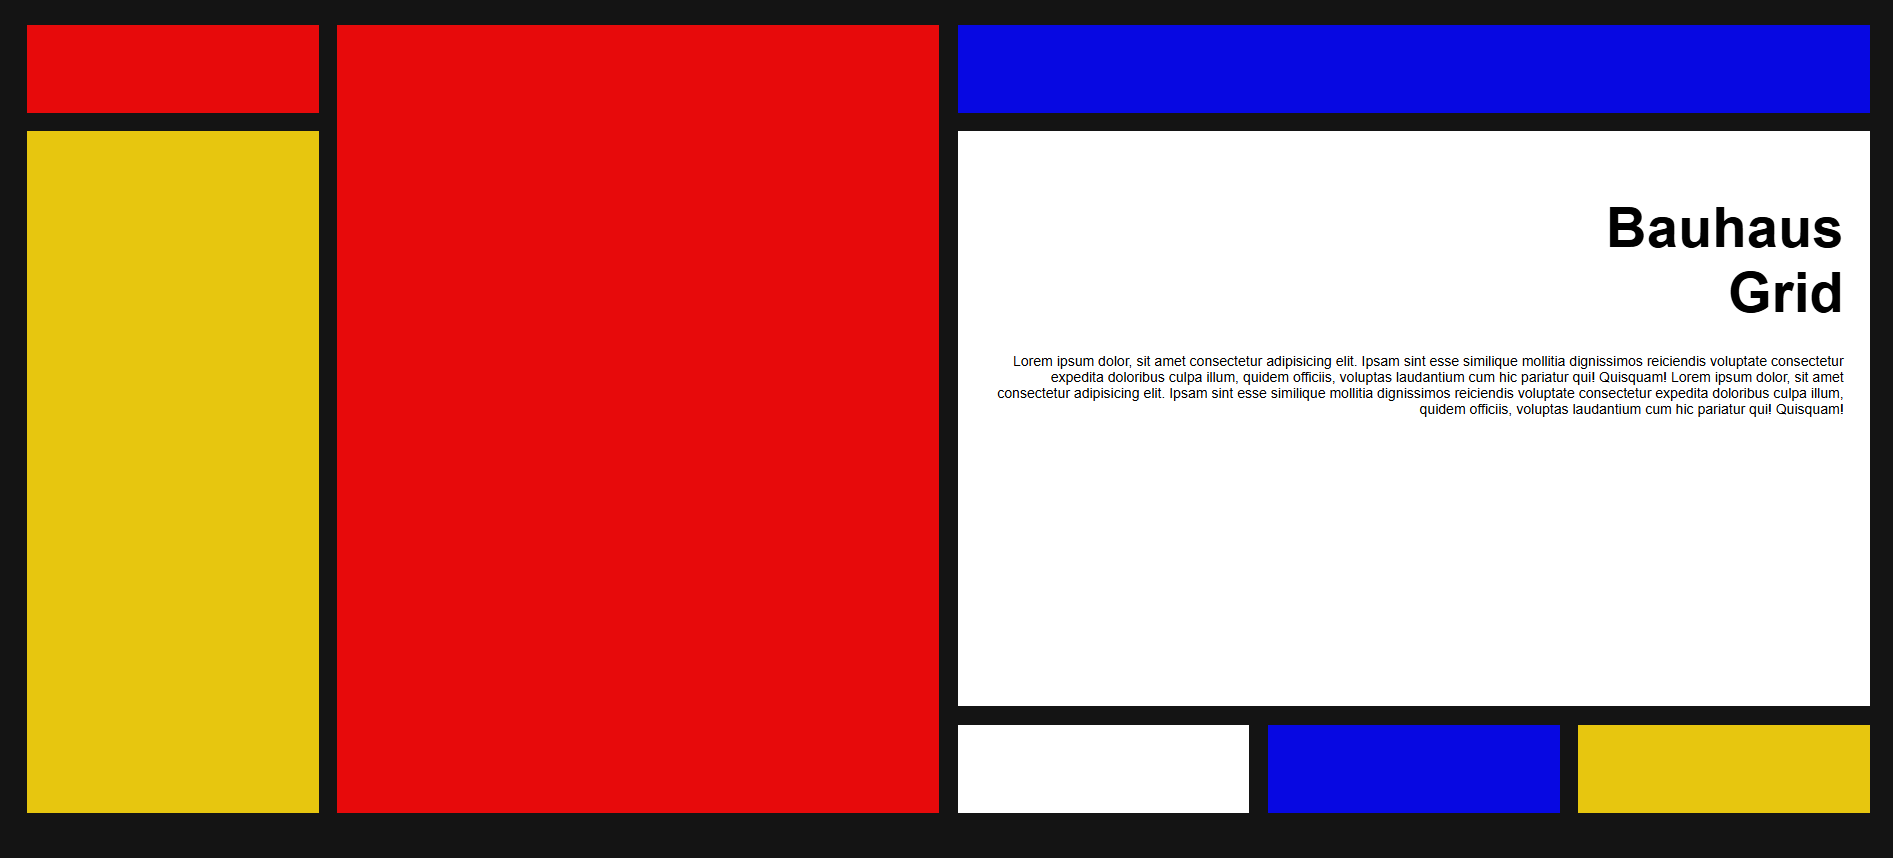 Bauhaus
Grid
Lorem ipsum dolor, sit amet consectetur adipisicing elit. Ipsam sint esse similique mollitia dignissimos reiciendis voluptate consectetur
expedita doloribus culpa illum, quidem officiis, voluptas laudantium cum hic pariatur qui! Quisquam! Lorem ipsum dolor, sit amet
consectetur adipisicing elit. Ipsam sint esse similique mollitia dignissimos reiciendis voluptate consectetur expedita doloribus culpa illum,
quidem officiis, voluptas laudantium cum hic pariatur qui! Quisquam!